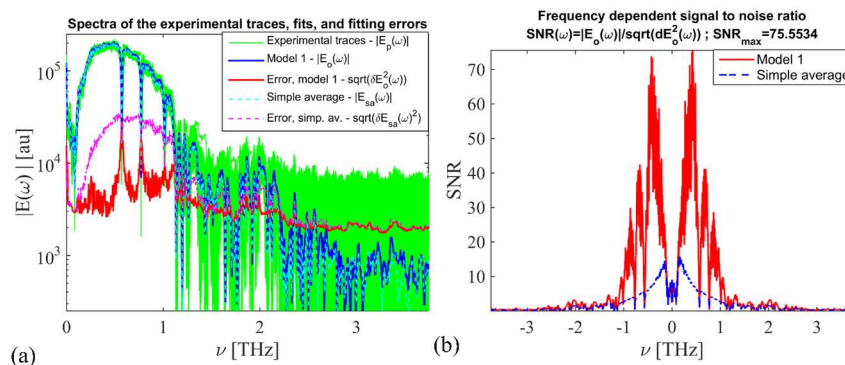 Spectra of the experimental traces, fits, and fitting errors
Experimental traces - |E_p(ω)|
Model 1 - |E_o(ω)|
Error, model 1 - sqrt(δE_o^2(ω))
Simple average - |E_sa(ω)|
Error, simp. av. - sqrt(δE_sa(ω)^2)
10^5
10^4
10^3
|E(ω) | [au]
0 1 2 3
ν [THz]
(a)
Frequency dependent signal to noise ratio
SNR(ω)=|E_o(ω)|/sqrt(dE_o^2(ω)) ; SNR_max=75.5534
Model 1
Simple average
70
60
50
40
30
20
10
SNR
-3 -2 -1 0 1 2 3
ν [THz]
(b)